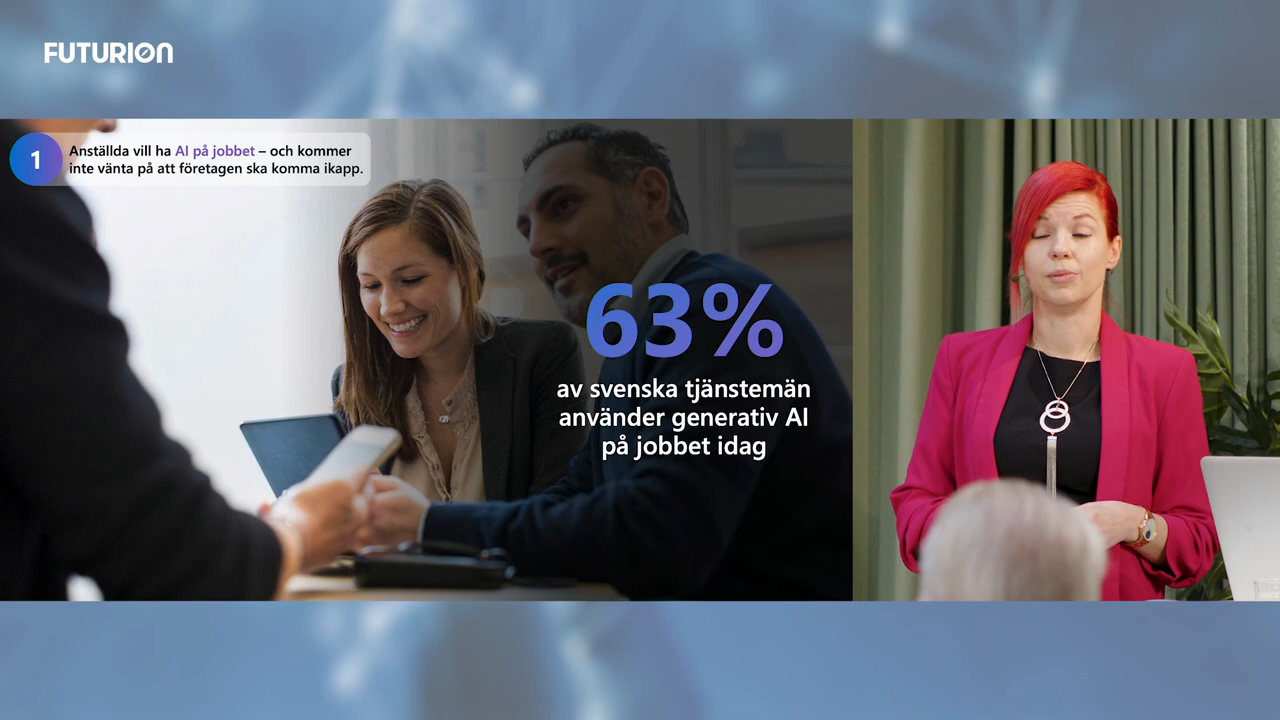 FUTURION
1
Anställda vill ha AI på jobbet – och kommer
inte vänta på att företagen ska komma ikapp.
63%
av svenska tjänstemän
använder generativ AI
på jobbet idag